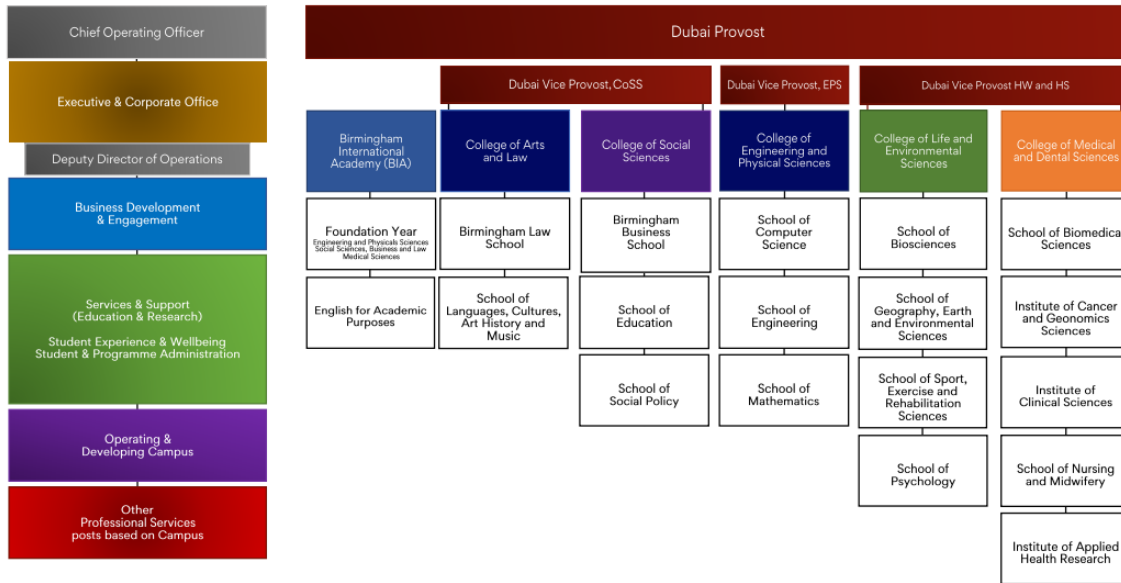 Chief Operating Officer
Executive & Corporate Office
Deputy Director of Operations
Business Development
& Engagement
Services & Support
(Education & Research)
Student Experience & Wellbeing
Student & Programme Administration
Operating &
Developing Campus
Other
Professional Services
posts based on Campus
Dubai Provost
Dubai Vice Provost, CoSS
Dubai Vice Provost, EPS
Dubai Vice Provost HW and HS
Birmingham
International
Academy (BIA)
Foundation Year
Engineering and Physicals Sciences
Social Sciences, Business and Law
Medical Sciences
English for Academic
Purposes
College of Arts
and Law
Birmingham Law
School
School of
Languages, Cultures,
Art History and
Music
College of Social
Sciences
Birmingham
Business
School
School of
Education
School of
Social Policy
College of
Engineering and
Physical Sciences
School of
Computer
Science
School of
Engineering
School of
Mathematics
College of Life and
Environmental
Sciences
School of
Biosciences
School of
Geography, Earth
and Environmental
Sciences
School of Sport,
Exercise and
Rehabilitation
Sciences
School of
Psychology
College of Medical
and Dental Sciences
School of Biomedical
Sciences
Institute of Cancer
and Geonomics
Sciences
Institute of
Clinical Sciences
School of Nursing
and Midwifery
Institute of Applied
Health Research